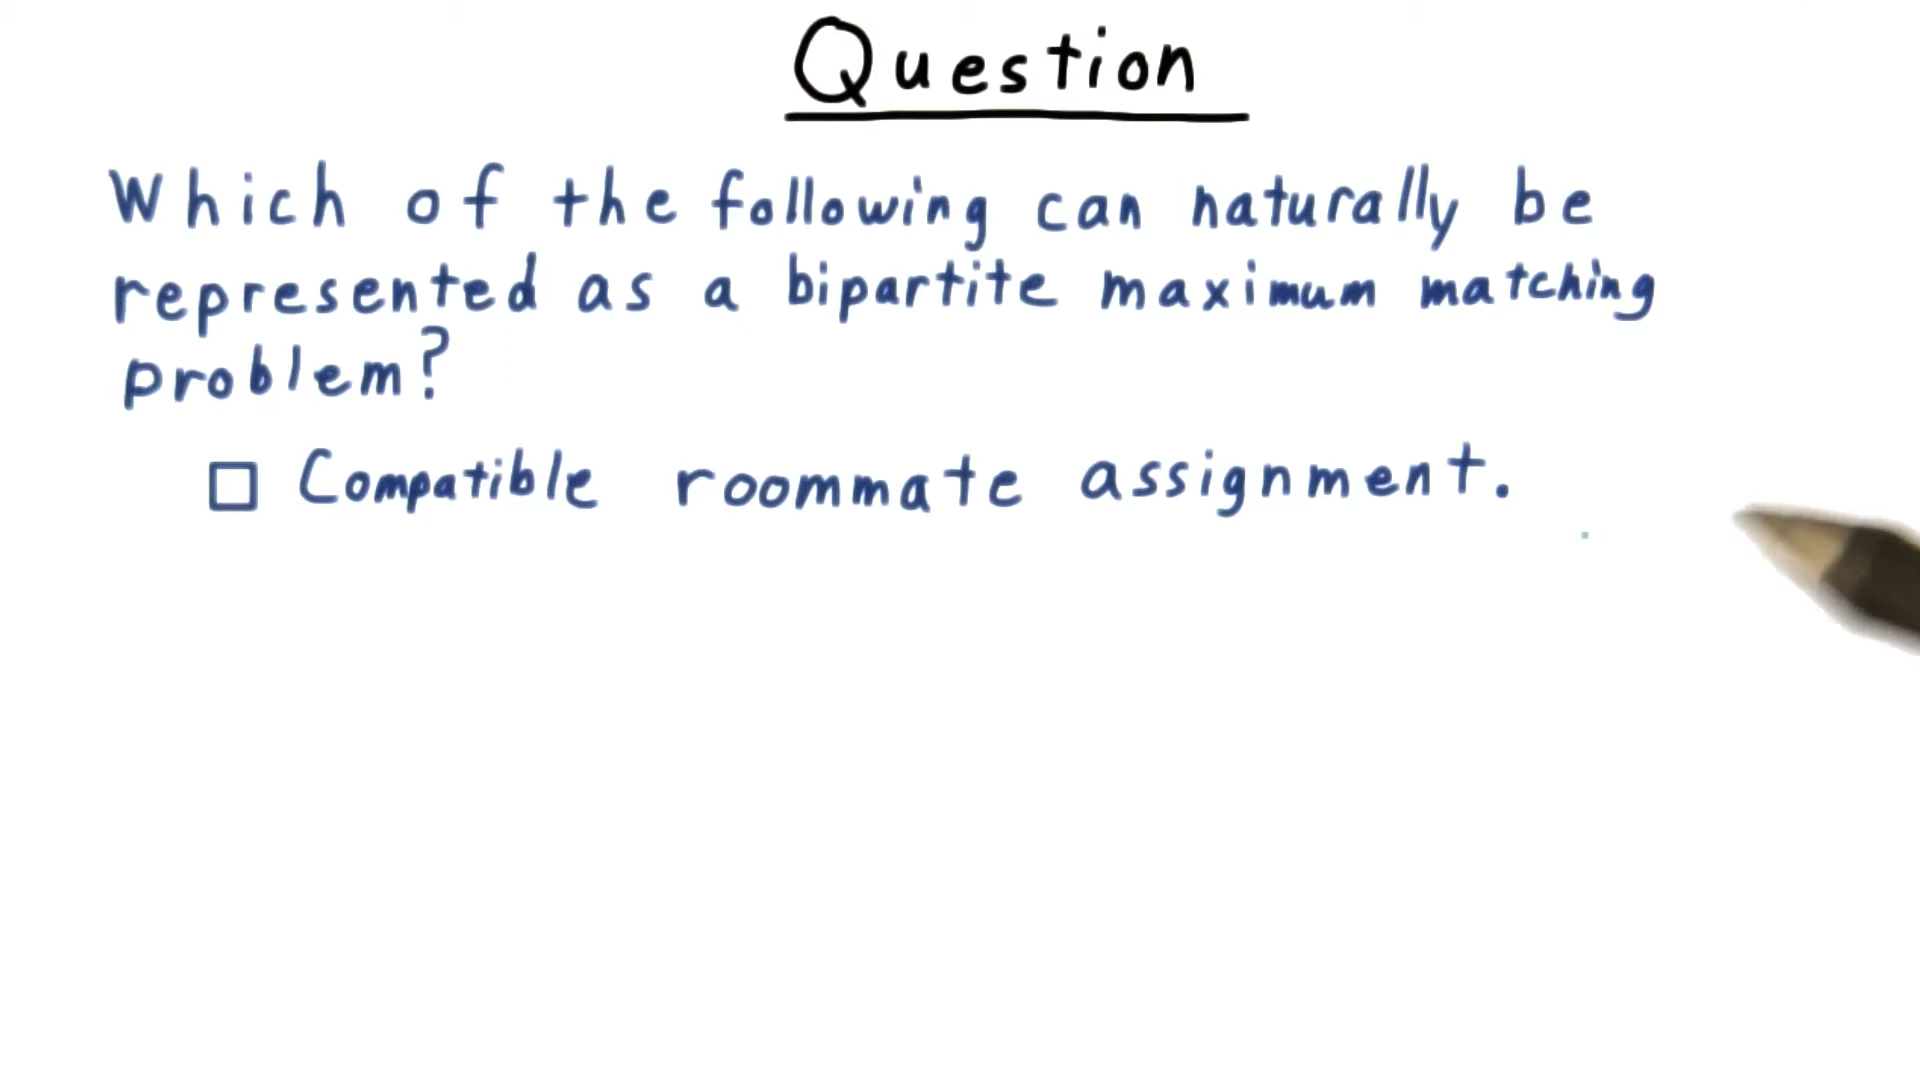 Question
Which of the following can naturally be
represented as a bipartite maximum matching
problem?
Compatible roommate assignment.